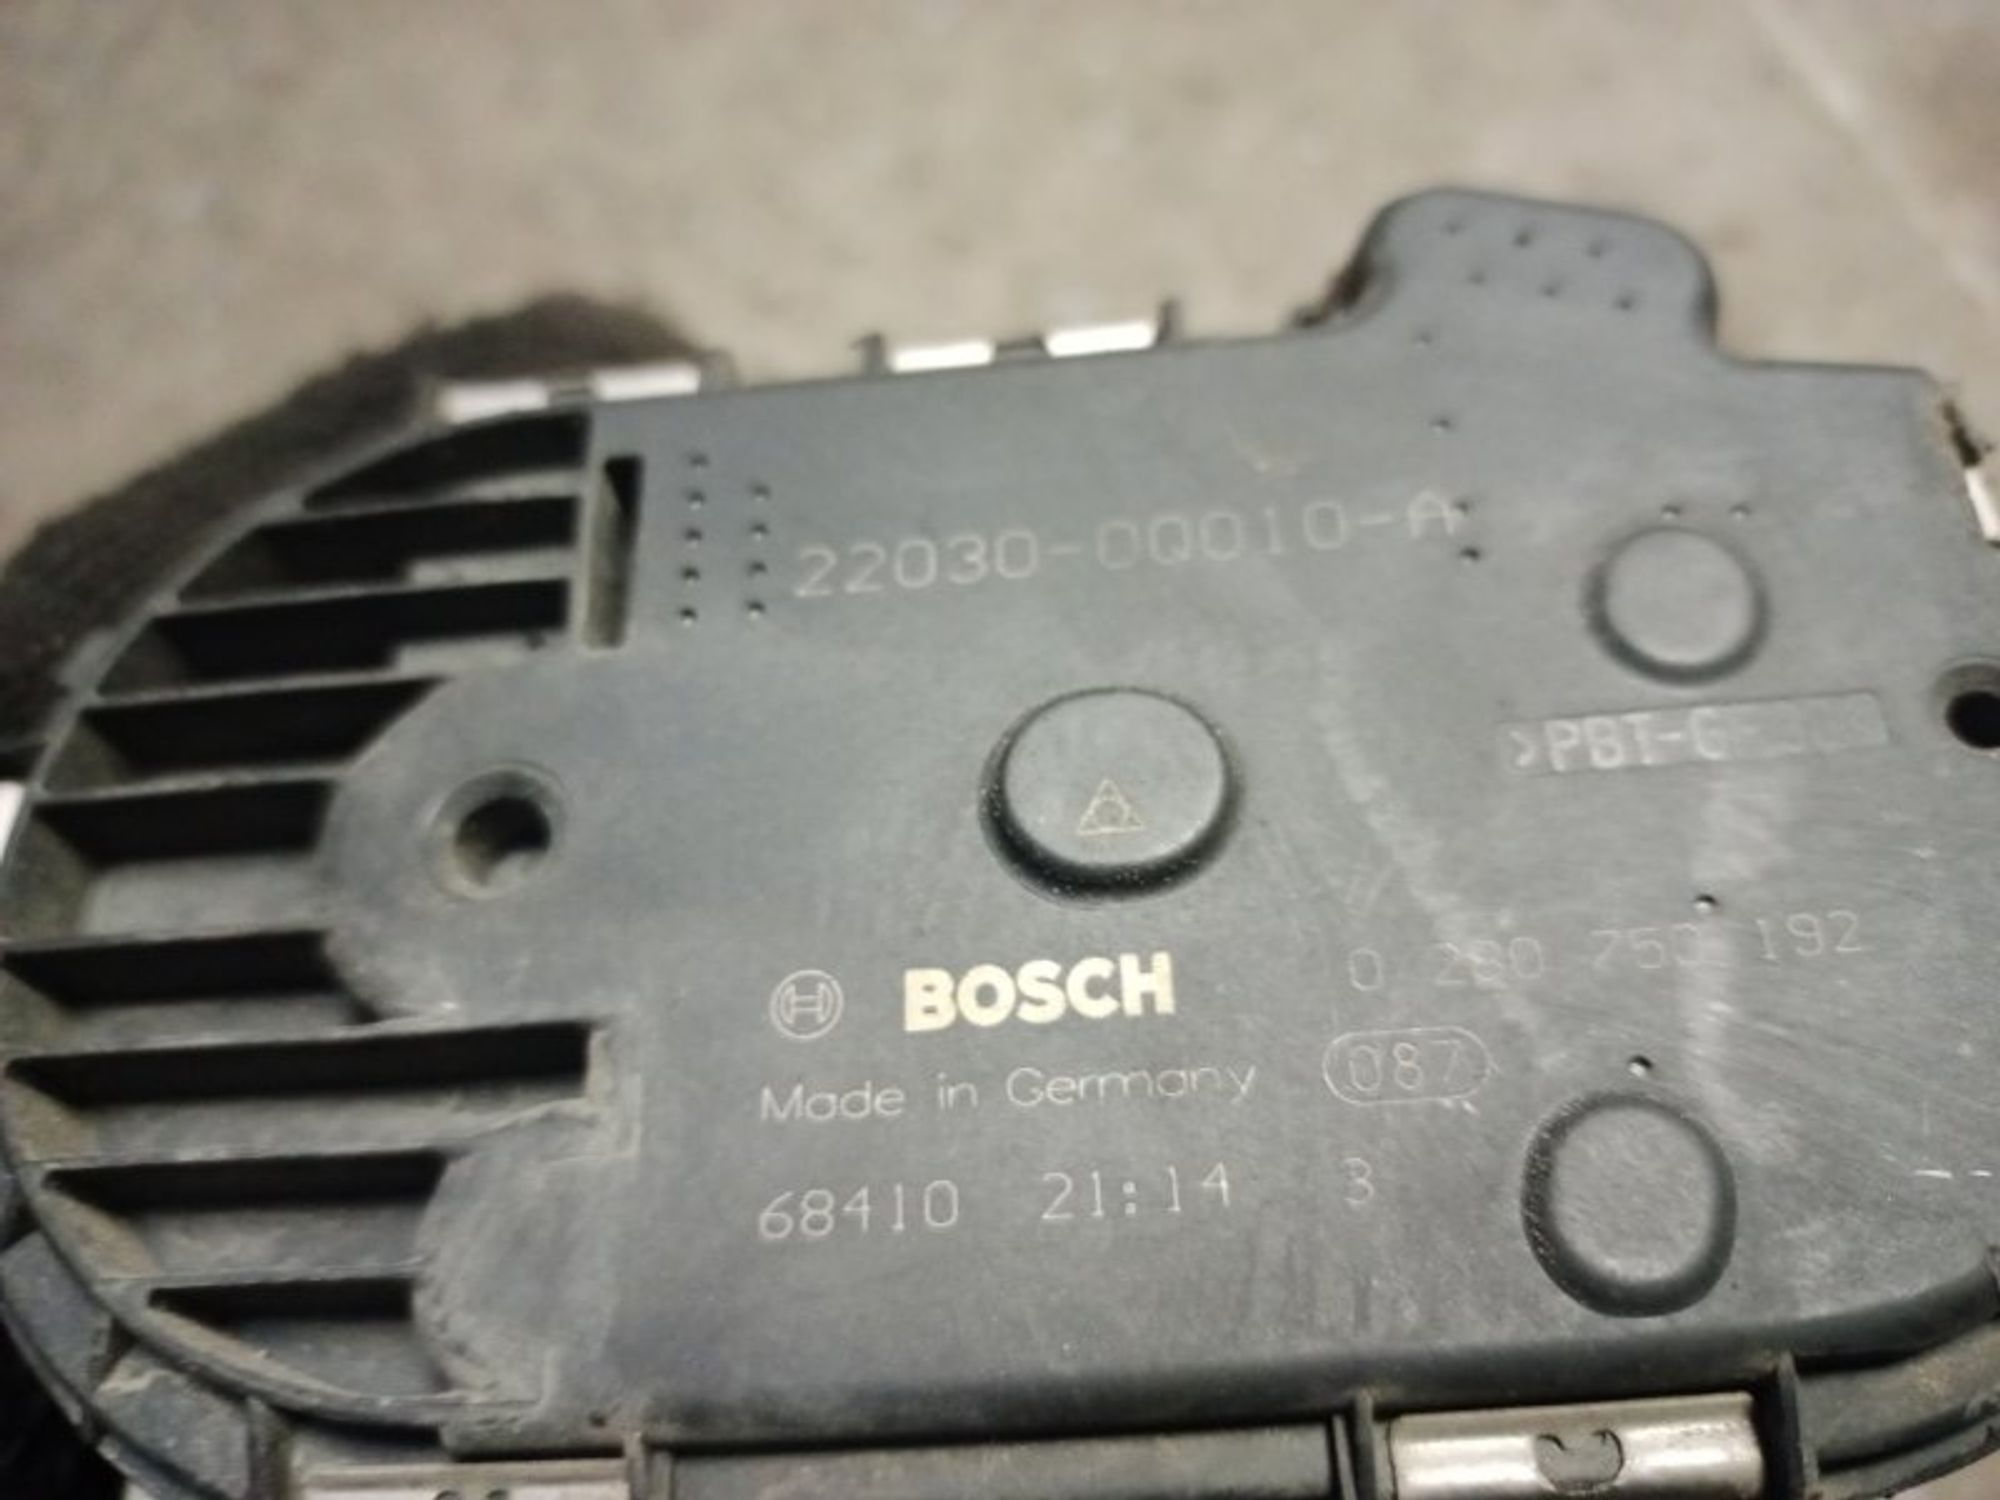 22030-0Q010-A
>PBT-G
BOSCH 0 280 750 192
Made in Germany 087
68410 21:14 3